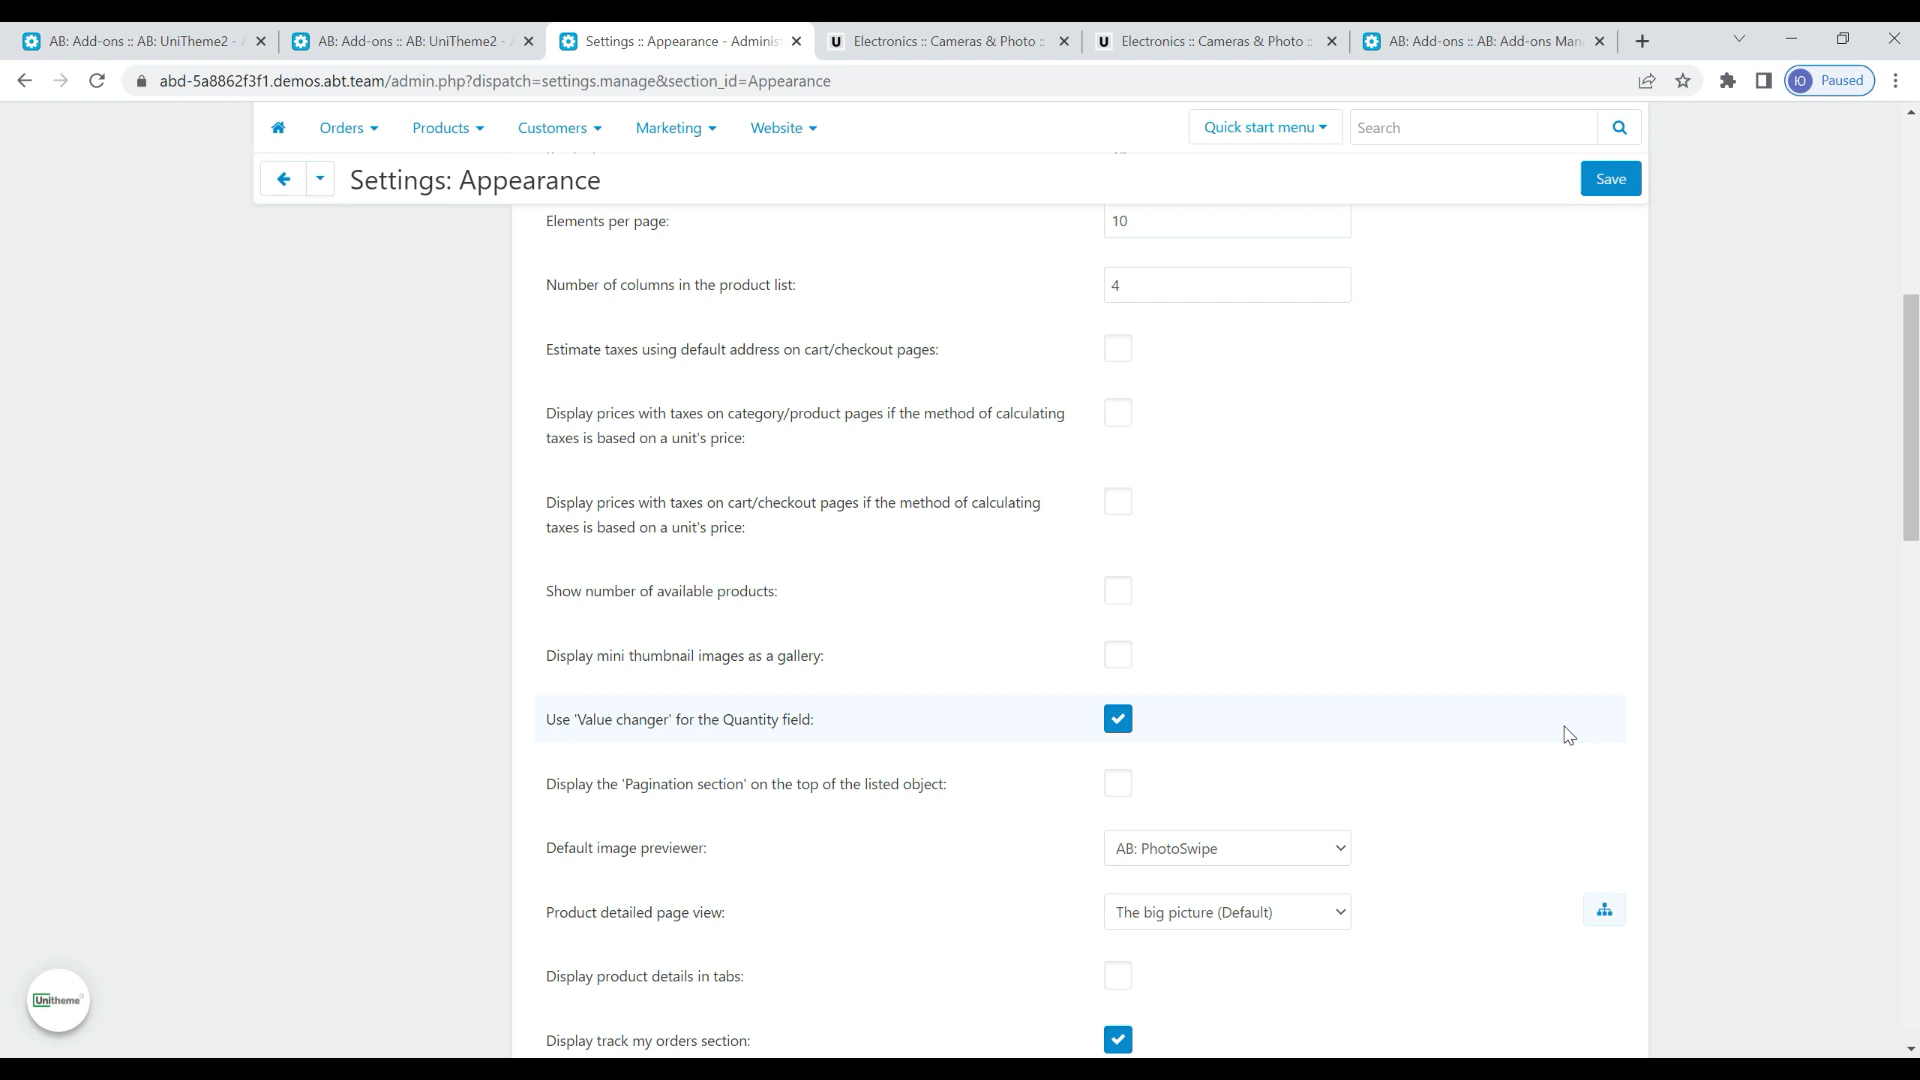 AB: Add-ons :: AB: UniTheme2 -
AB: Add-ons :: AB: UniTheme2 -
Settings :: Appearance - Adminis
Electronics :: Cameras & Photo ::
Electronics :: Cameras & Photo ::
AB: Add-ons :: AB: Add-ons Man
abd-5a8862f3f1.demos.abt.team/admin.php?dispatch=settings.manage&section_id=Appearance
Ю Paused
Orders
Products
Customers
Marketing
Website
Quick start menu
Search
Settings: Appearance
Save
Elements per page:
10
Number of columns in the product list:
4
Estimate taxes using default address on cart/checkout pages:
Display prices with taxes on category/product pages if the method of calculating
taxes is based on a unit's price:
Display prices with taxes on cart/checkout pages if the method of calculating
taxes is based on a unit's price:
Show number of available products:
Display mini thumbnail images as a gallery:
Use 'Value changer' for the Quantity field:
Display the 'Pagination section' on the top of the listed object:
Default image previewer:
AB: PhotoSwipe
Product detailed page view:
The big picture (Default)
Display product details in tabs:
Unitheme
Display track my orders section: